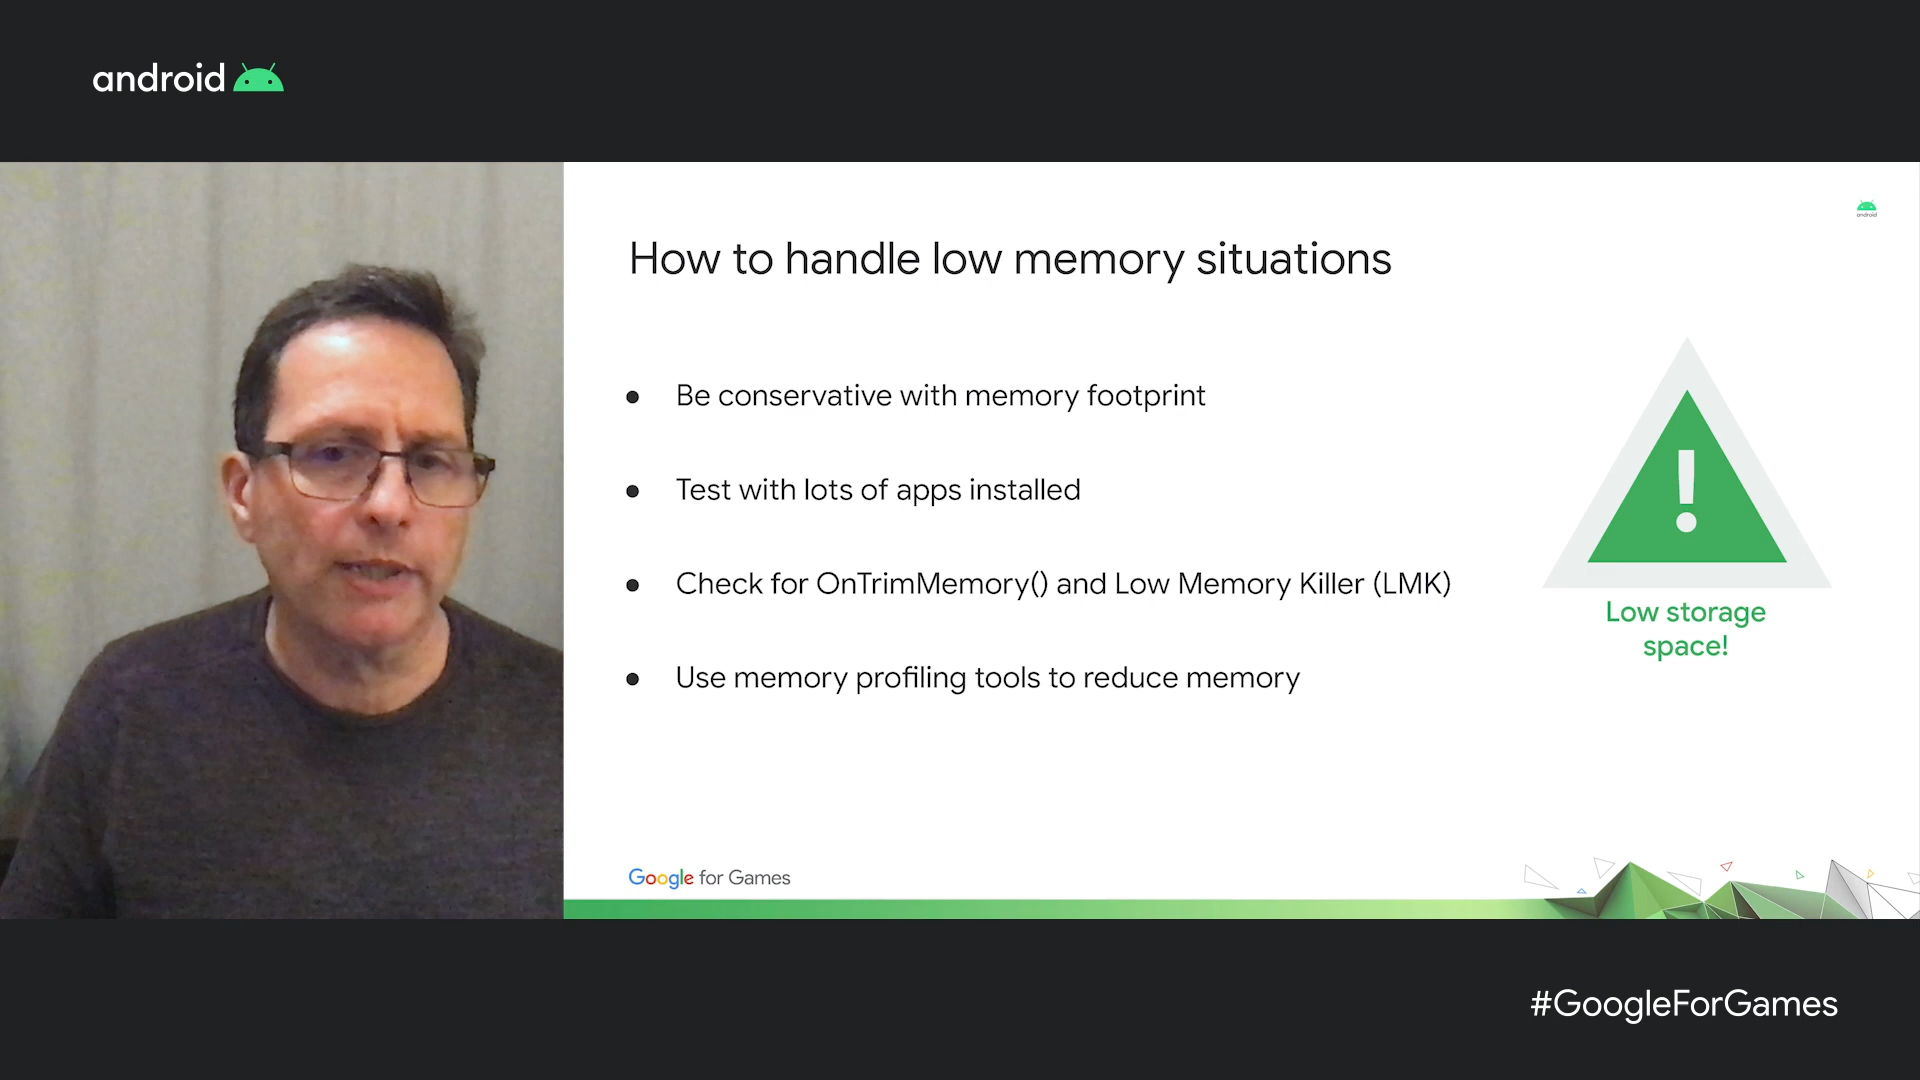 android
android
How to handle low memory situations
● Be conservative with memory footprint
● Test with lots of apps installed
● Check for OnTrimMemory() and Low Memory Killer (LMK)
● Use memory profiling tools to reduce memory
!
Low storage
space!
Google for Games
#GoogleForGames